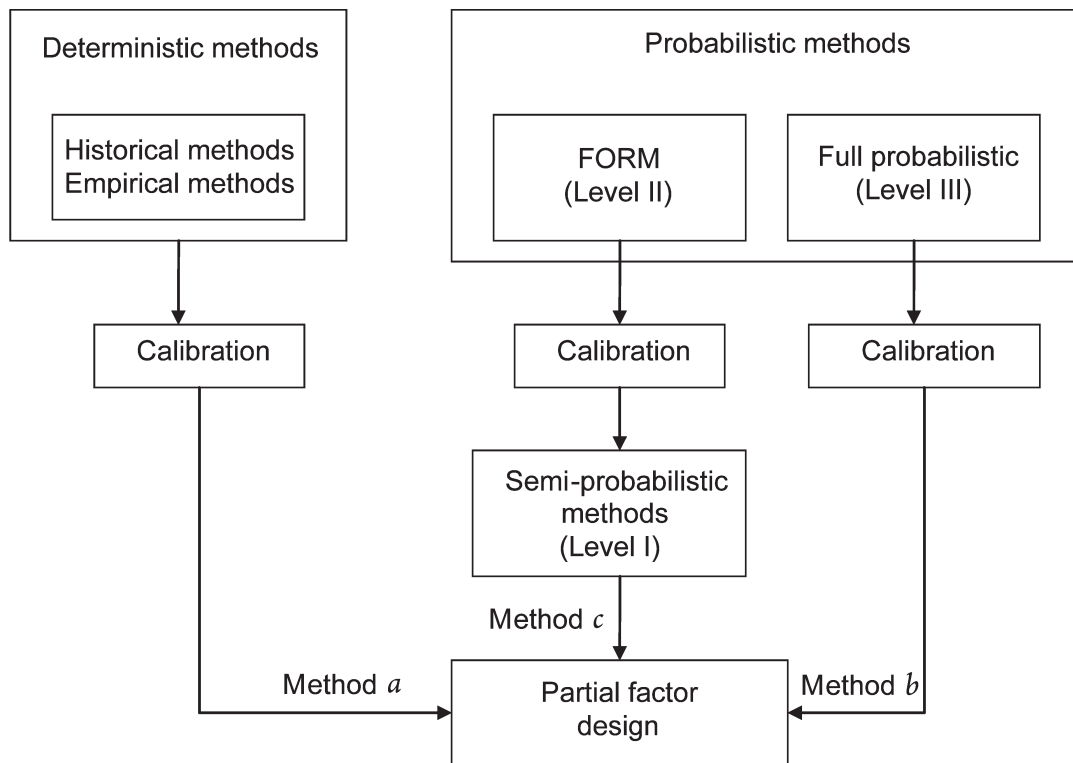 Deterministic methods
Historical methods
Empirical methods
Probabilistic methods
FORM
(Level II)
Full probabilistic
(Level III)
Calibration
Calibration
Calibration
Semi-probabilistic
methods
(Level I)
Method c
Method a
Partial factor
design
Method b